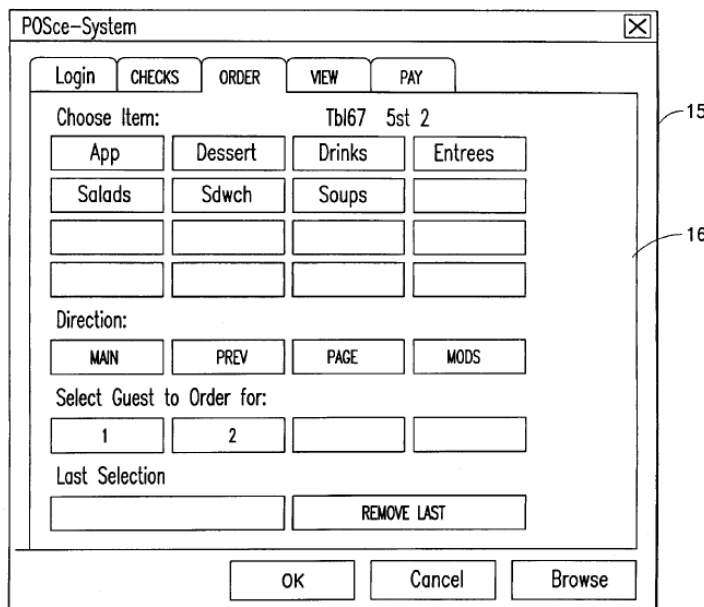 POSce-System
Login CHECKS ORDER VIEW PAY
Choose Item: Tbl67 5st 2
15
App Dessert Drinks Entrees
Salads Sdwch Soups
16
Direction:
MAIN PREV PAGE MODS
Select Guest to Order for:
1 2
Last Selection
REMOVE LAST
OK Cancel Browse